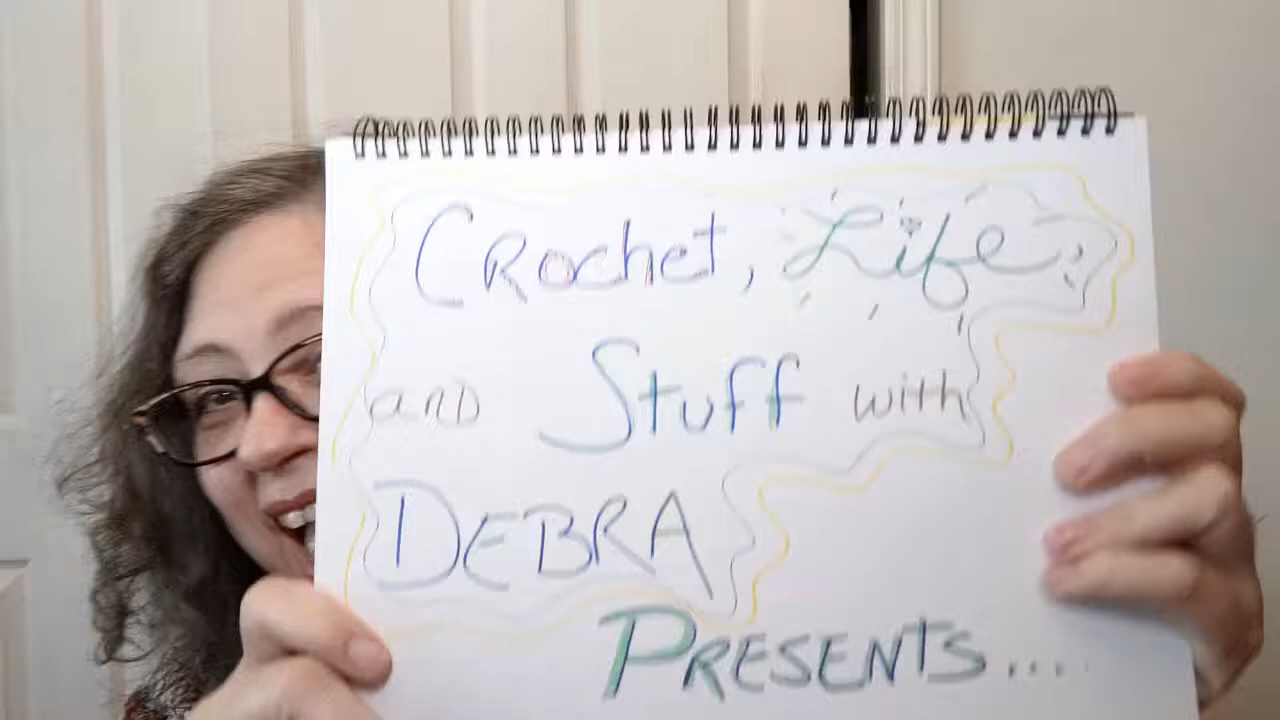 Crochet, Life,
and Stuff with
DEBRA
PRESENTS....